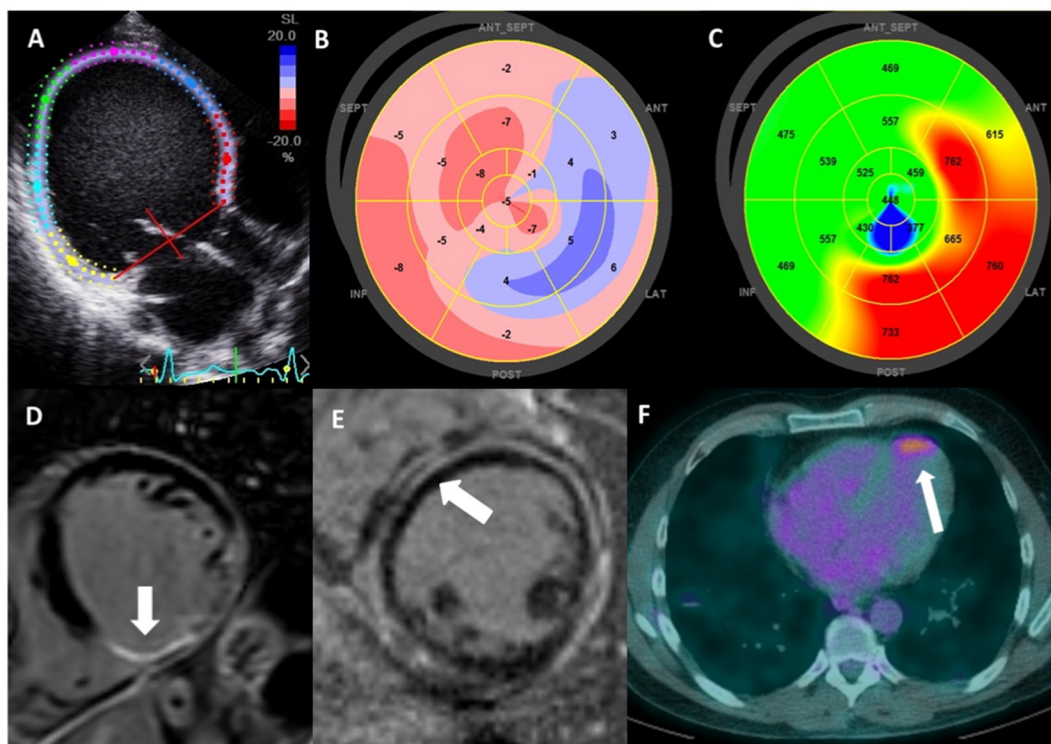 A
SL
20.0
-20.0
%
B
ANT_SEPT
-2
SEPT
ANT
-7
3
-5
-5
4
-8
-1
-5
-5
-4
-7
5
-8
4
6
INF
LAT
-2
POST
C
ANT_SEPT
469
SEPT
ANT
557
475
615
539
762
525
459
448
430
377
557
665
469
760
762
INF
LAT
733
POST
D
E
F